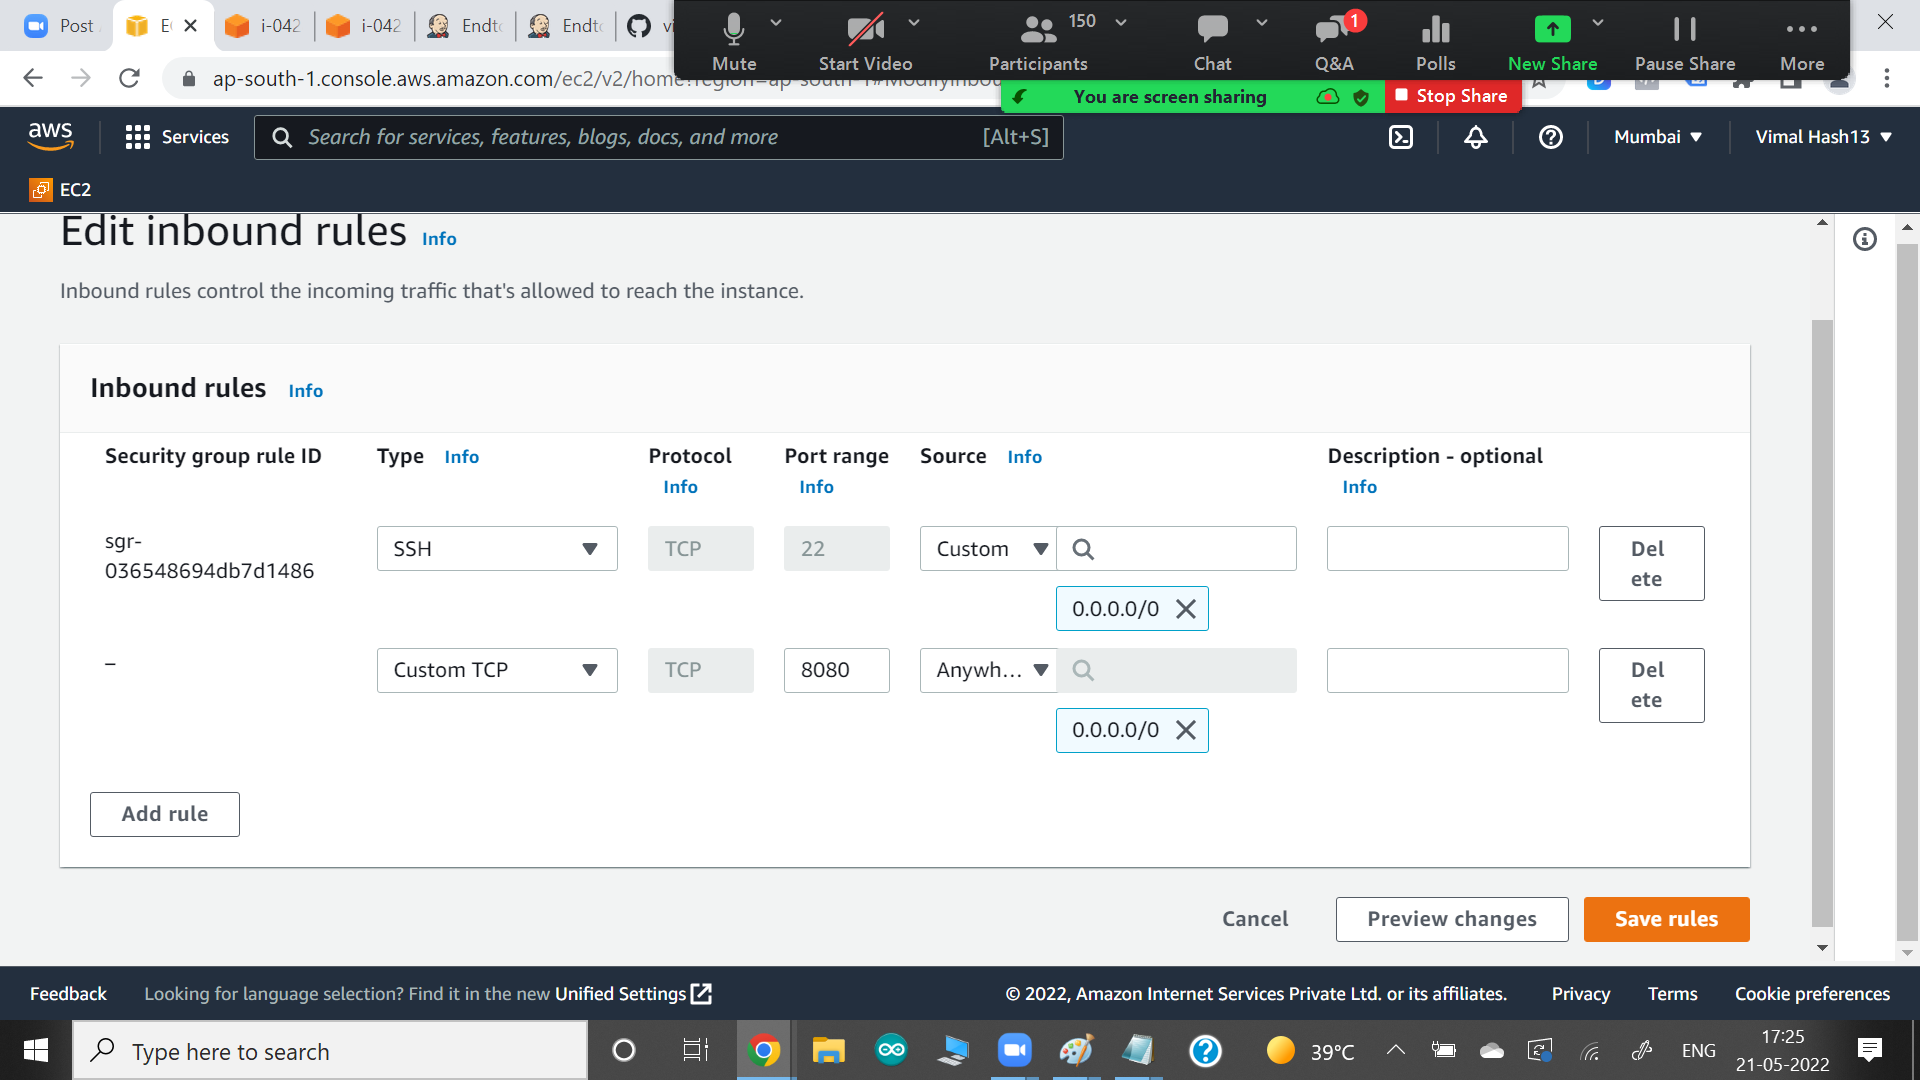 Post
E
i-042
i-042
Endt
Endt
vi
Mute
Start Video
150
Participants
Chat
1
Q&A
Polls
New Share
Pause Share
More
ap-south-1.console.aws.amazon.com/ec2/v2/home?region=ap-south-1#ModifyInbou
You are screen sharing
Stop Share
aws
Services
Search for services, features, blogs, docs, and more
[Alt+S]
Mumbai
Vimal Hash13
EC2
Edit inbound rules Info
Inbound rules control the incoming traffic that's allowed to reach the instance.
Inbound rules Info
Security group rule ID
Type Info
Protocol
Info
Port range
Info
Source Info
Description - optional
Info
sgr-
036548694db7d1486
SSH
TCP
22
Custom
0.0.0.0/0
Del
ete
–
Custom TCP
TCP
8080
Anywh...
0.0.0.0/0
Del
ete
Add rule
Cancel
Preview changes
Save rules
Feedback
Looking for language selection? Find it in the new Unified Settings
© 2022, Amazon Internet Services Private Ltd. or its affiliates.
Privacy
Terms
Cookie preferences
Type here to search
39°C
ENG
17:25
21-05-2022